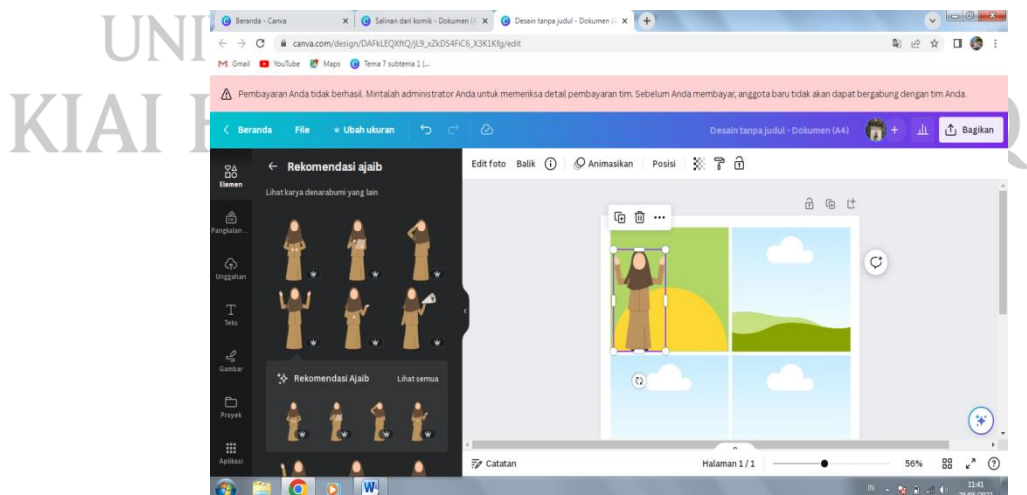 UNI
KIAI H
Q
Beranda - Canva
Salinan dari komik - Dokumen (A
Desain tanpa judul - Dokumen (A
canva.com/design/DAFkLEQXftQ/jL9_xZkDS4FiC6_X3K1Kfg/edit
Gmail YouTube Maps Tema 7 subtema 1 (...
Pembayaran Anda tidak berhasil. Mintalah administrator Anda untuk memeriksa detail pembayaran tim. Sebelum Anda membayar, anggota baru tidak akan dapat bergabung dengan tim Anda.
Beranda File Ubah ukuran Desain tanpa judul - Dokumen (A4) Bagikan
Rekomendasi ajaib
Edit foto Balik Animasikan Posisi
Elemen
Lihat karya denarabumi yang lain
Pangkalan ...
Unggahan
Teks
Gambar
Rekomendasi Ajaib Lihat semua
Proyek
Aplikasi
Catatan Halaman 1 / 1 56%
IN 11:41